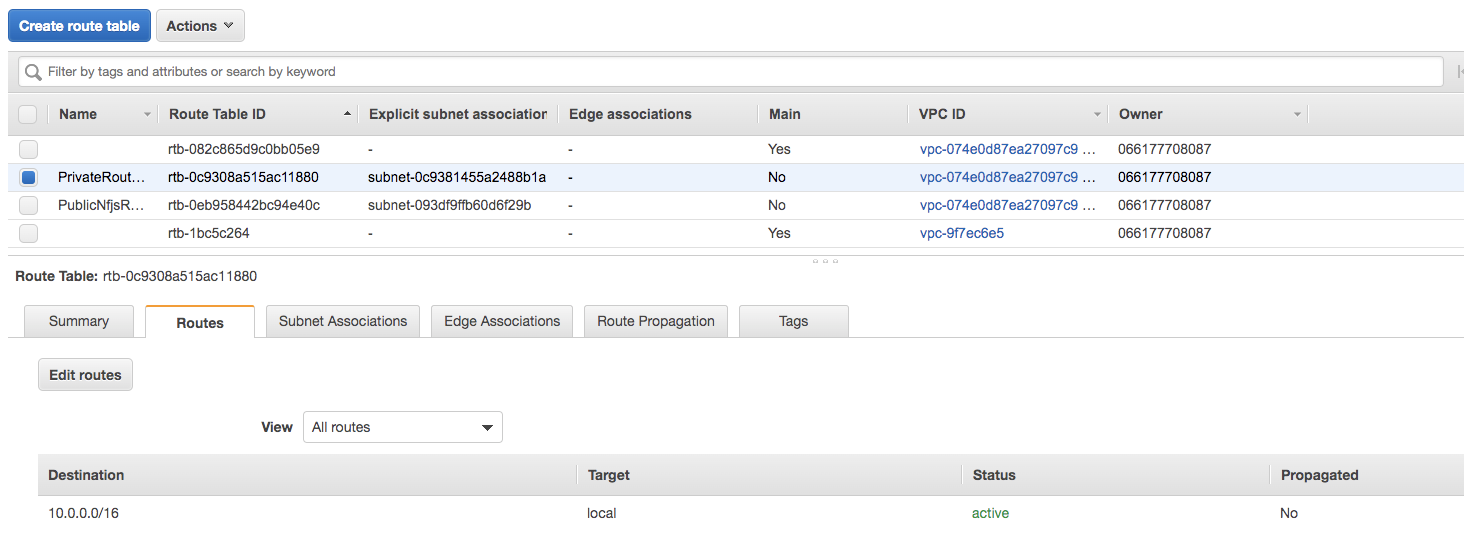 Create route table Actions
Filter by tags and attributes or search by keyword
Name Route Table ID Explicit subnet association Edge associations Main VPC ID Owner
rtb-082c865d9c0bb05e9 - - Yes vpc-074e0d87ea27097c9 ... 066177708087
PrivateRout... rtb-0c9308a515ac11880 subnet-0c9381455a2488b1a - No vpc-074e0d87ea27097c9 ... 066177708087
PublicNfjsR... rtb-0eb958442bc94e40c subnet-093df9ffb60d6f29b - No vpc-074e0d87ea27097c9 ... 066177708087
rtb-1bc5c264 - - Yes vpc-9f7ec6e5 066177708087
Route Table: rtb-0c9308a515ac11880
Summary Routes Subnet Associations Edge Associations Route Propagation Tags
Edit routes
View All routes
Destination Target Status Propagated
10.0.0.0/16 local active No